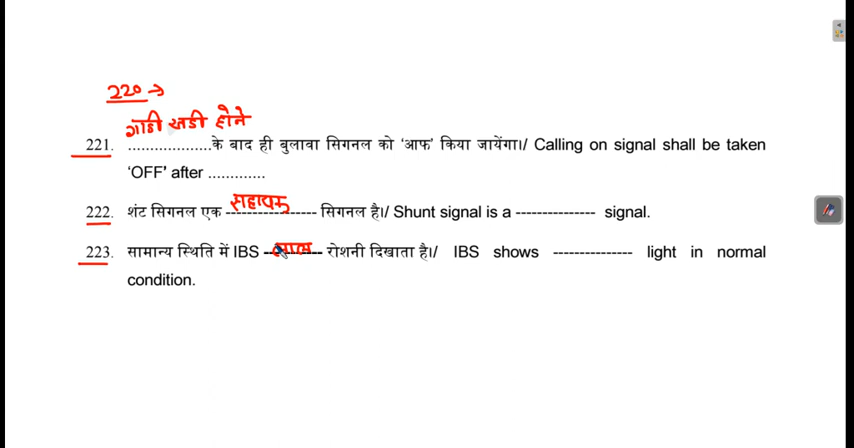 220 →
गाडी खडी होने
221. ...................के बाद ही बुलावा सिगनल को 'आफ' किया जायेंगा।/ Calling on signal shall be taken
'OFF' after .............
222. शंट सिगनल एक सहायक ------------------ सिगनल है।/ Shunt signal is a --------------- signal.
223. सामान्य स्थिति में IBS लाल ----------- रोशनी दिखाता है।/ IBS shows --------------- light in normal
condition.